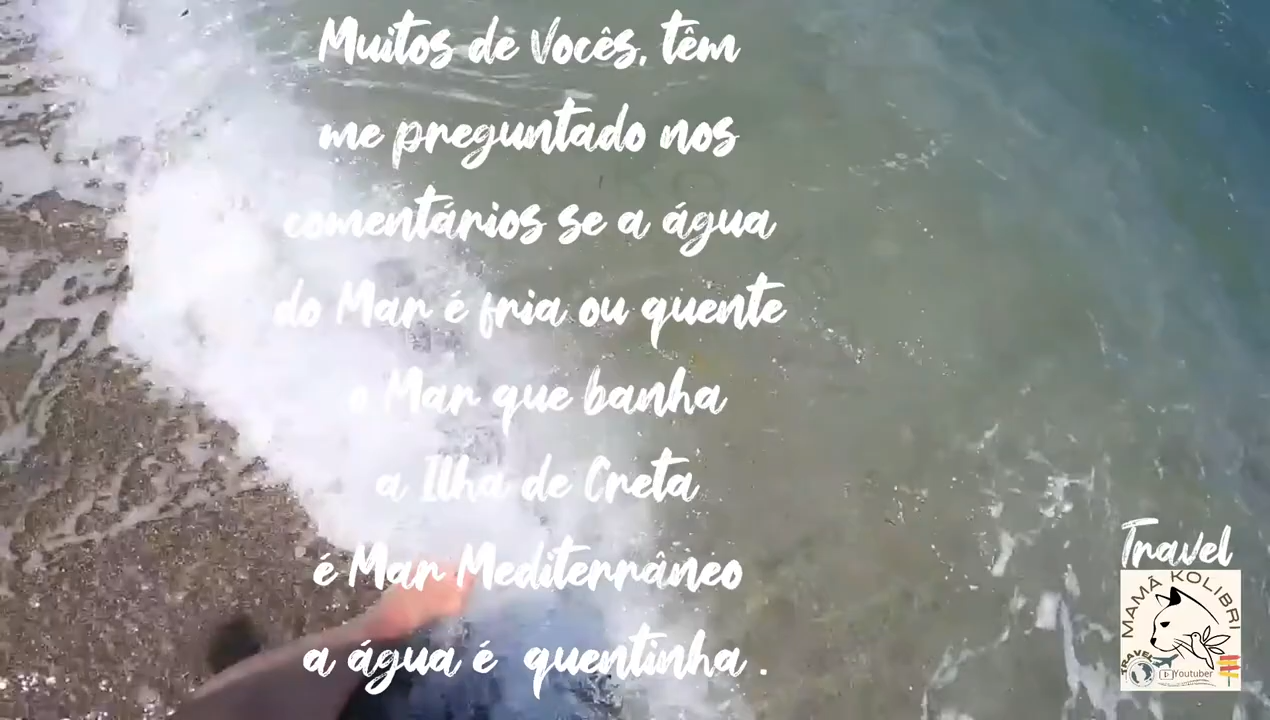 Muitos de Vocês, têm
me preguntado nos
comentários se a água
do Mar é fria ou quente
o Mar que banha
a Ilha de Creta
é Mar Mediterrâneo
a água é quentinha .
Travel
MAMÃ KOLIBRI
TRAVEL
Youtuber